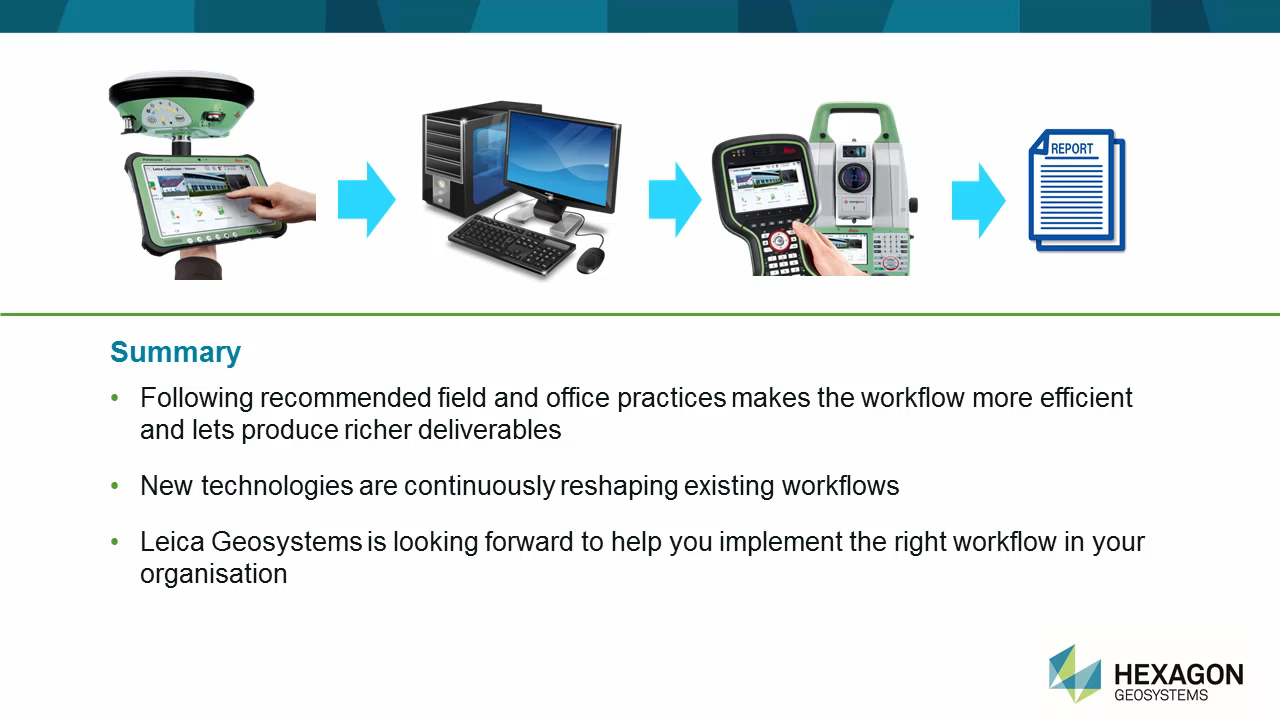 REPORT
Summary
• Following recommended field and office practices makes the workflow more efficient
and lets produce richer deliverables
• New technologies are continuously reshaping existing workflows
• Leica Geosystems is looking forward to help you implement the right workflow in your
organisation
HEXAGON
GEOSYSTEMS